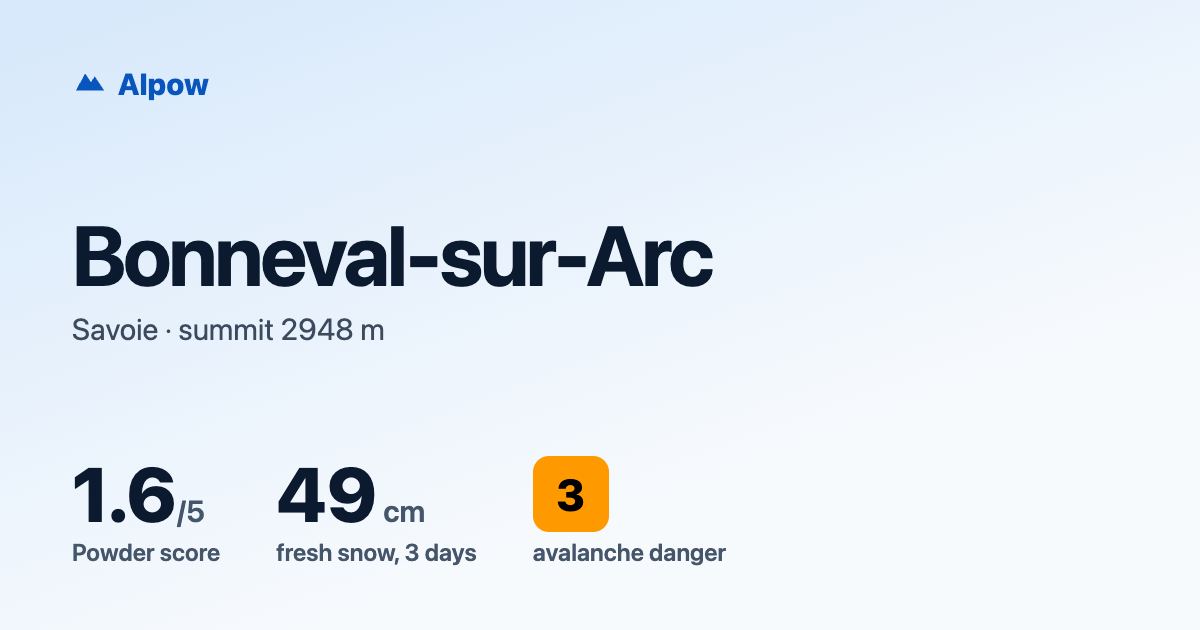 Alpow
Bonneval-sur-Arc
Savoie · summit 2948 m
1.6/5
Powder score
49 cm
fresh snow, 3 days
3
avalanche danger